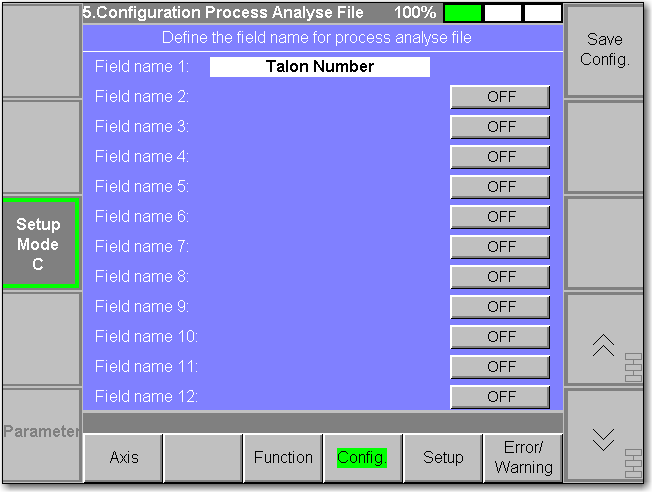 5.Configuration Process Analyse File 100%
Define the field name for process analyse file
Save
Config.
Field name 1: Talon Number
Field name 2: OFF
Field name 3: OFF
Field name 4: OFF
Field name 5: OFF
Field name 6: OFF
Setup
Mode
C
Field name 7: OFF
Field name 8: OFF
Field name 9: OFF
Field name 10: OFF
Field name 11: OFF
Field name 12: OFF
Parameter
Axis
Function
Config.
Setup
Error/
Warning